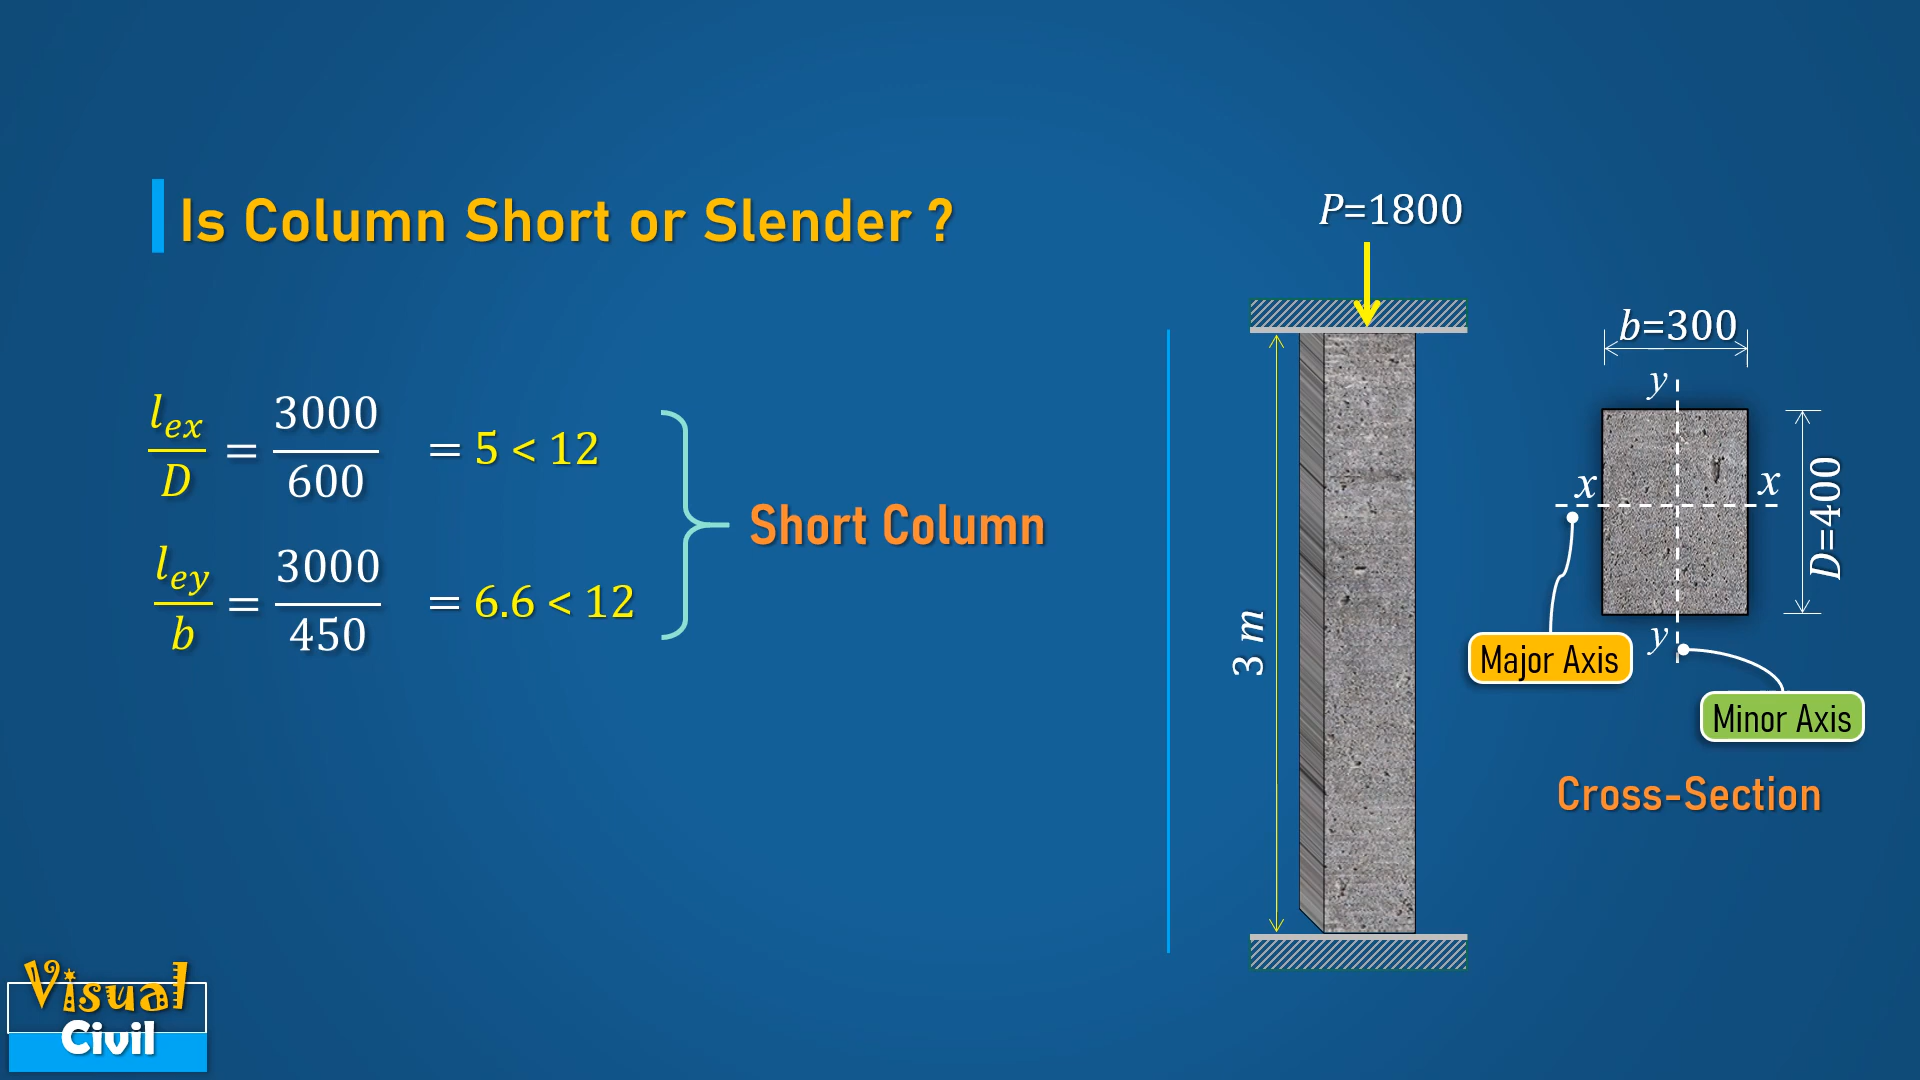 Is Column Short or Slender ?
l_ex/D = 3000/600 = 5 < 12
l_ey/b = 3000/450 = 6.6 < 12
Short Column
P=1800
3 m
b=300
y
x
x
D=400
y
Major Axis
Minor Axis
Cross-Section
Visual
Civil